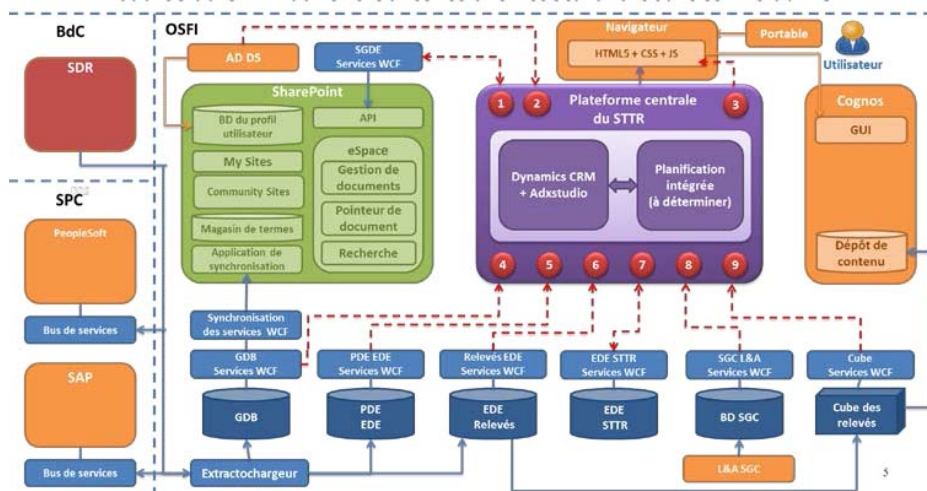 BdC
OSFI
SDR
AD DS
SGDE
Services WCF
Navigateur
HTML5 + CSS + JS
Portable
Utilisateur
SharePoint
BD du profil
utilisateur
API
My Sites
Community Sites
Magasin de termes
Application de
synchronisation
eSpace
Gestion de
documents
Pointeur de
document
Recherche
1
2
3
Plateforme centrale
du STTR
Dynamics CRM
+ Adxstudio
Planification
intégrée
(à déterminer)
4
5
6
7
8
9
Cognos
GUI
Dépôt de
contenu
SPC
PeopleSoft
Bus de services
SAP
Bus de services
Synchronisation
des services WCF
GDB
Services WCF
PDE EDE
Services WCF
Relevés EDE
Services WCF
EDE STTR
Services WCF
SGC L&A
Services WCF
Cube
Services WCF
GDB
PDE
EDE
EDE
Relevés
EDE
STTR
BD SGC
Cube des
relevés
Extractochargeur
L&A SGC
5